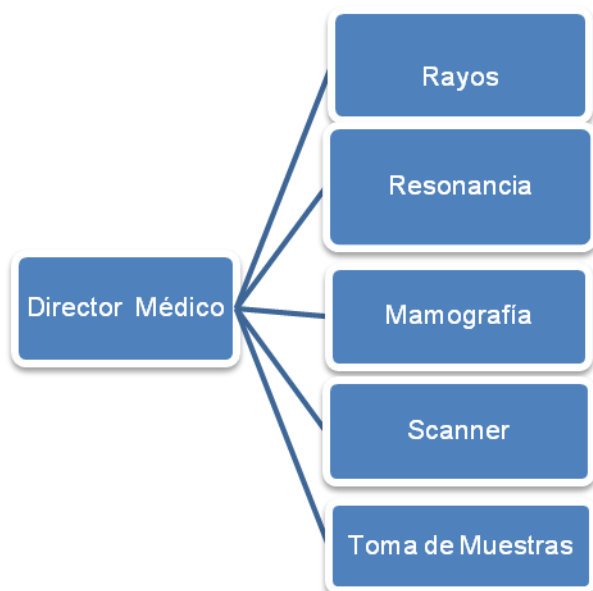 Rayos
Resonancia
Director Médico
Mamografía
Scanner
Toma de Muestras